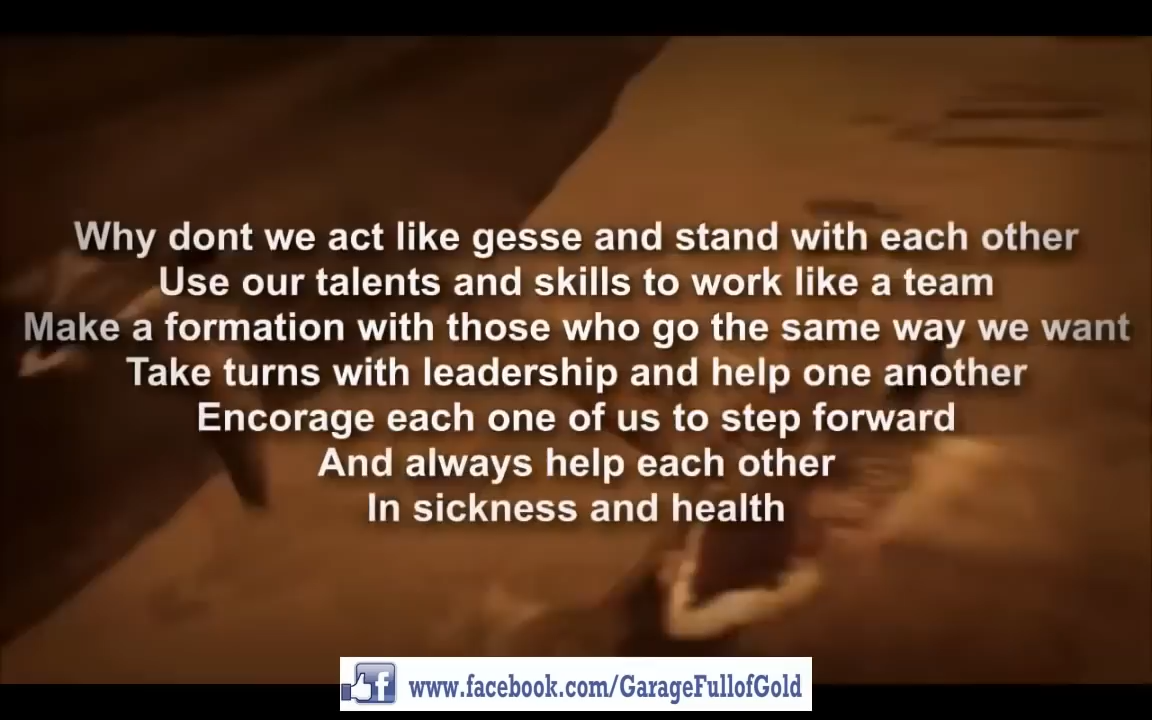 Why dont we act like gesse and stand with each other
Use our talents and skills to work like a team
Make a formation with those who go the same way we want
Take turns with leadership and help one another
Encorage each one of us to step forward
And always help each other
In sickness and health
f www.facebook.com/GarageFullofGold